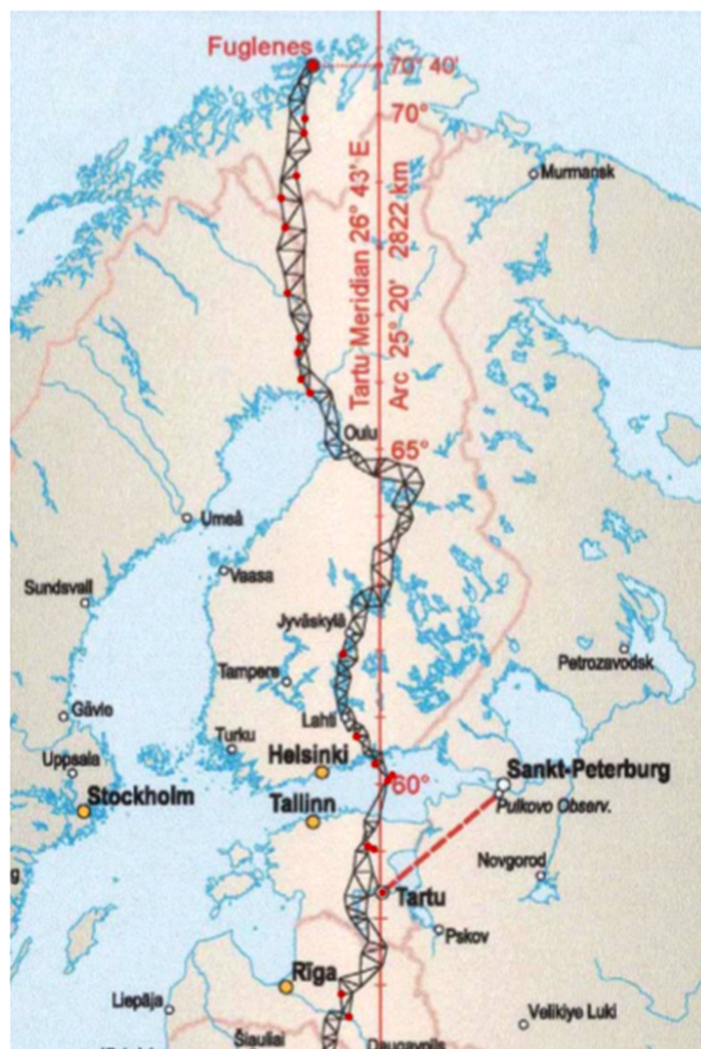 Fuglenes
70° 40'
70°
Murmansk
Tartu Meridian 26° 43' E
Arc 25° 20' 2822 km
Oulu
65°
Umeå
Vaasa
Sundsvall
Jyväskylä
Petrozavodsk
Tampere
Gävle
Lahti
Turku
Helsinki
Uppsala
Sankt-Peterburg
60°
Stockholm
Tallinn
Pulkovo Observ.
Novgorod
g
Tartu
Pskov
Rīga
Liepāja
Velikiye Luki
Šiauliai
Daugavpils